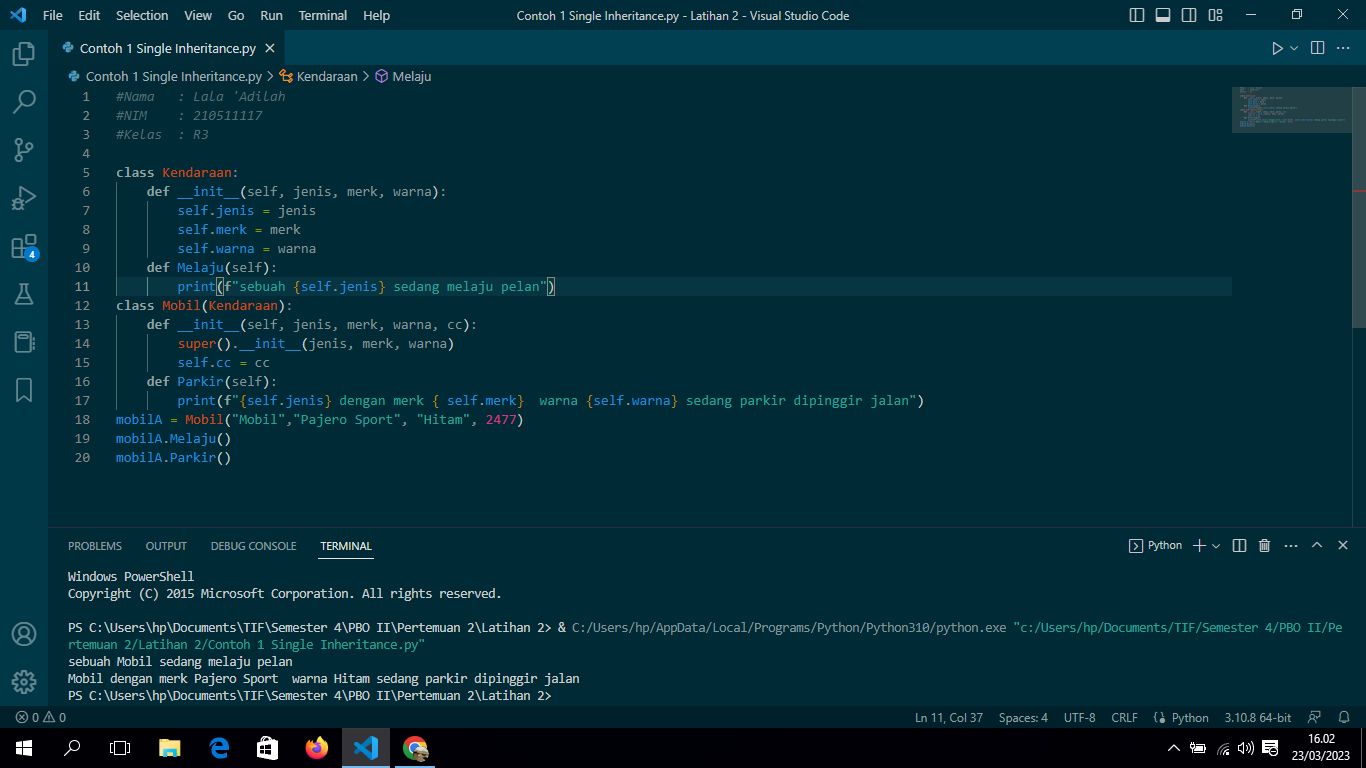 File Edit Selection View Go Run Terminal Help Contoh 1 Single Inheritance.py - Latihan 2 - Visual Studio Code
Contoh 1 Single Inheritance.py
Contoh 1 Single Inheritance.py > Kendaraan > Melaju
1 #Nama   : Lala 'Adilah
2 #NIM    : 210511117
3 #Kelas  : R3
4
5 class Kendaraan:
6     def __init__(self, jenis, merk, warna):
7         self.jenis = jenis
8         self.merk = merk
9         self.warna = warna
10     def Melaju(self):
11         print(f"sebuah {self.jenis} sedang melaju pelan")
12 class Mobil(Kendaraan):
13     def __init__(self, jenis, merk, warna, cc):
14         super().__init__(jenis, merk, warna)
15         self.cc = cc
16     def Parkir(self):
17         print(f"{self.jenis} dengan merk { self.merk}  warna {self.warna} sedang parkir dipinggir jalan")
18 mobilA = Mobil("Mobil","Pajero Sport", "Hitam", 2477)
19 mobilA.Melaju()
20 mobilA.Parkir()
4
PROBLEMS OUTPUT DEBUG CONSOLE TERMINAL Python
Windows PowerShell
Copyright (C) 2015 Microsoft Corporation. All rights reserved.
PS C:\Users\hp\Documents\TIF\Semester 4\PBO II\Pertemuan 2\Latihan 2> & C:/Users/hp/AppData/Local/Programs/Python/Python310/python.exe "c:/Users/hp/Documents/TIF/Semester 4/PBO II/Pe
rtemuan 2/Latihan 2/Contoh 1 Single Inheritance.py"
sebuah Mobil sedang melaju pelan
Mobil dengan merk Pajero Sport  warna Hitam sedang parkir dipinggir jalan
PS C:\Users\hp\Documents\TIF\Semester 4\PBO II\Pertemuan 2\Latihan 2>
0 0 Ln 11, Col 37 Spaces: 4 UTF-8 CRLF Python 3.10.8 64-bit
16.02
23/03/2023